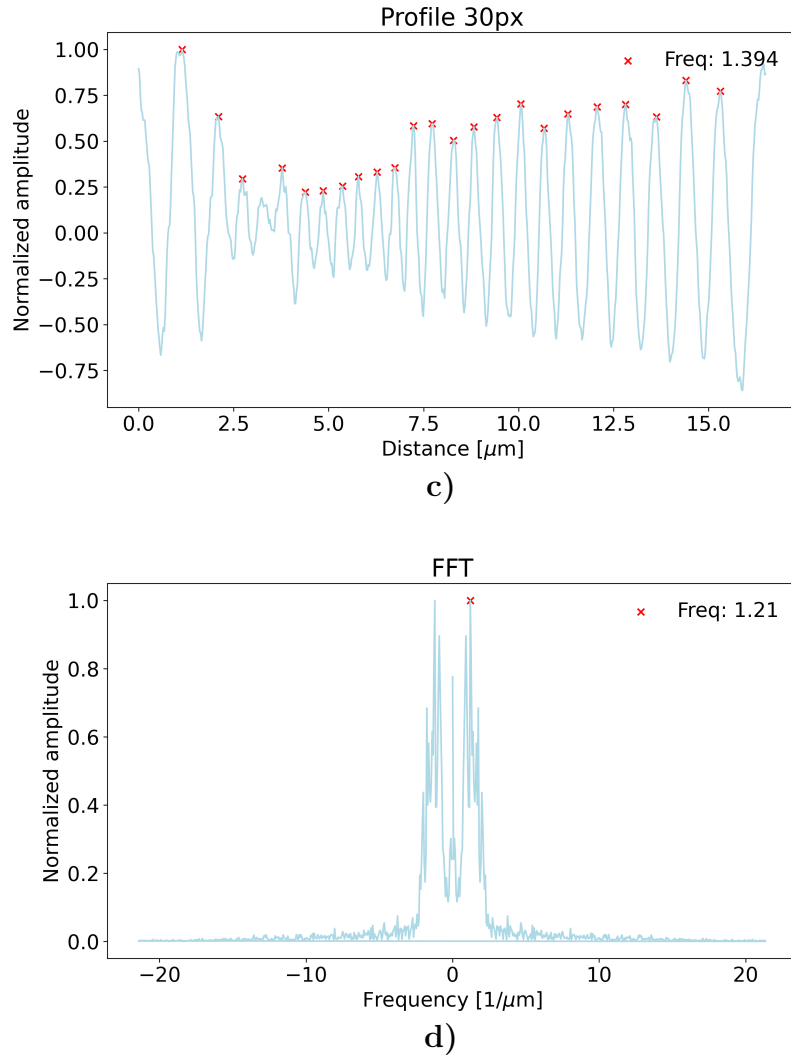 Profile 30px
Freq: 1.394
1.00
0.75
0.50
0.25
0.00
−0.25
−0.50
−0.75
Normalized amplitude
0.0 2.5 5.0 7.5 10.0 12.5 15.0
Distance [μm]
c)
FFT
Freq: 1.21
1.0
0.8
0.6
0.4
0.2
0.0
Normalized amplitude
−20 −10 0 10 20
Frequency [1/μm]
d)